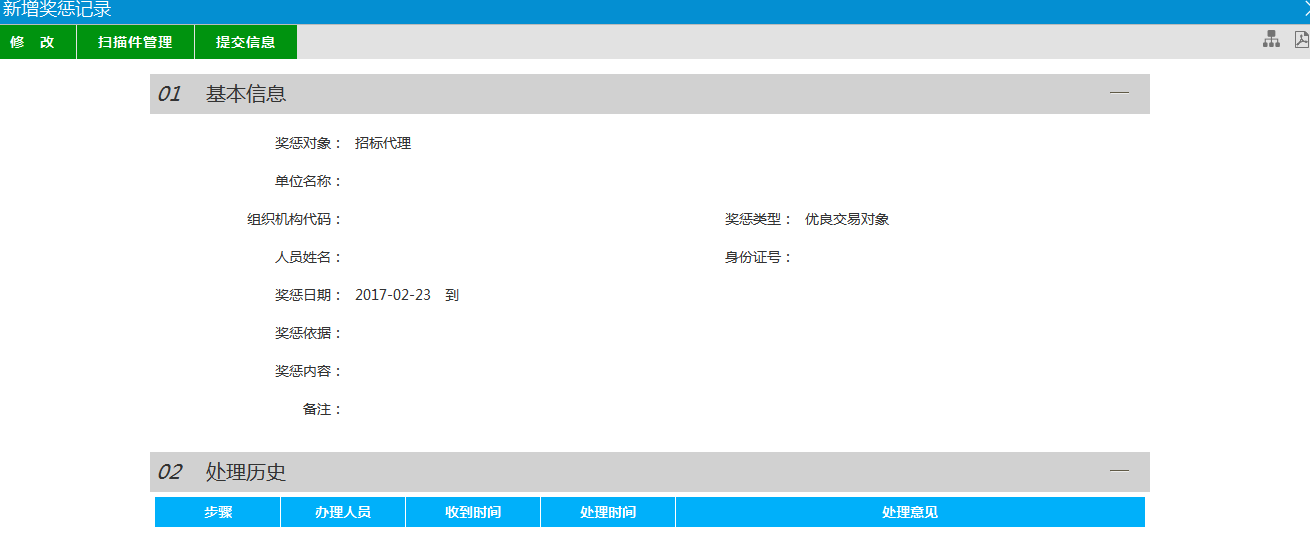 新增奖惩记录
修 改 扫描件管理 提交信息
01 基本信息
奖惩对象： 招标代理
单位名称：
组织机构代码： 奖惩类型： 优良交易对象
人员姓名： 身份证号：
奖惩日期： 2017-02-23 到
奖惩依据：
奖惩内容：
备注：
02 处理历史
步骤 办理人员 收到时间 处理时间 处理意见